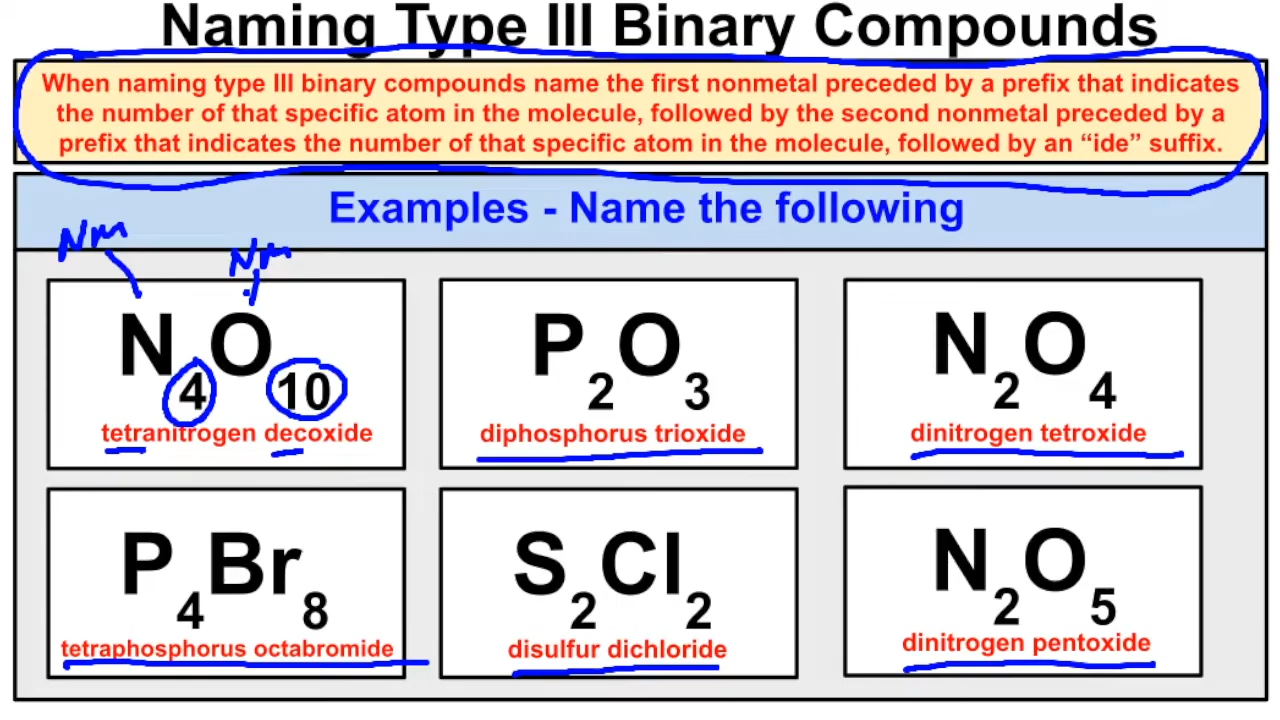 Naming Type III Binary Compounds
When naming type III binary compounds name the first nonmetal preceded by a prefix that indicates
the number of that specific atom in the molecule, followed by the second nonmetal preceded by a
prefix that indicates the number of that specific atom in the molecule, followed by an “ide” suffix.
Examples - Name the following
Nm
Nm
N₄O₁₀
tetranitrogen decoxide
P₂O₃
diphosphorus trioxide
N₂O₄
dinitrogen tetroxide
P₄Br₈
tetraphosphorus octabromide
S₂Cl₂
disulfur dichloride
N₂O₅
dinitrogen pentoxide